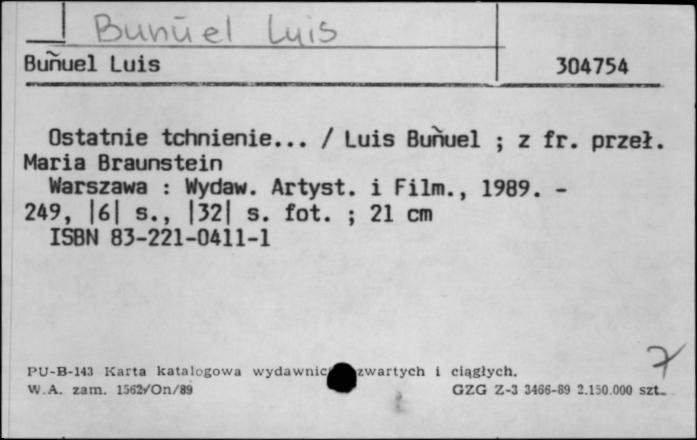 Bunūel Luis
Buñuel Luis 304754
Ostatnie tchnienie... / Luis Buñuel ; z fr. przeł.
Maria Braunstein
Warszawa : Wydaw. Artyst. i Film., 1989. -
249, |6| s., |32| s. fot. ; 21 cm
ISBN 83-221-0411-1
7
PU-B-143 Karta katalogowa zwartych i ciągłych.
W.A. zam. 1562/On/89 GZG Z-3 3466-89 2.150.000 szt.